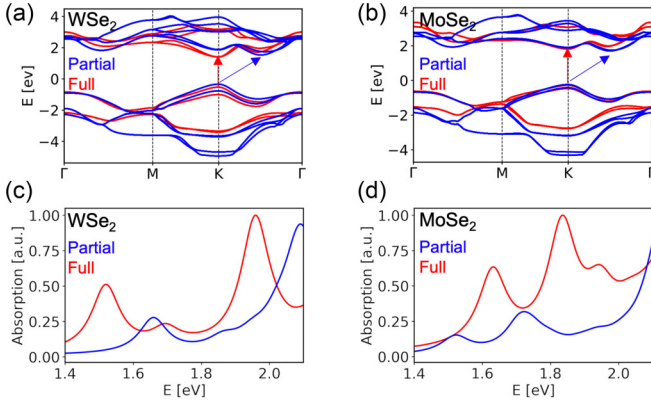 (a) WSe₂
Partial
Full
E [ev]
4
2
0
−2
−4
Γ M K Γ
(b) MoSe₂
Partial
Full
E [ev]
4
2
0
−2
−4
Γ M K Γ
(c) WSe₂
Partial
Full
Absorption [a.u.]
1.00
0.75
0.50
0.25
0.00
1.4 1.6 1.8 2.0
E [eV]
(d) MoSe₂
Partial
Full
Absorption [a.u.]
1.00
0.75
0.50
0.25
0.00
1.4 1.6 1.8 2.0
E [eV]